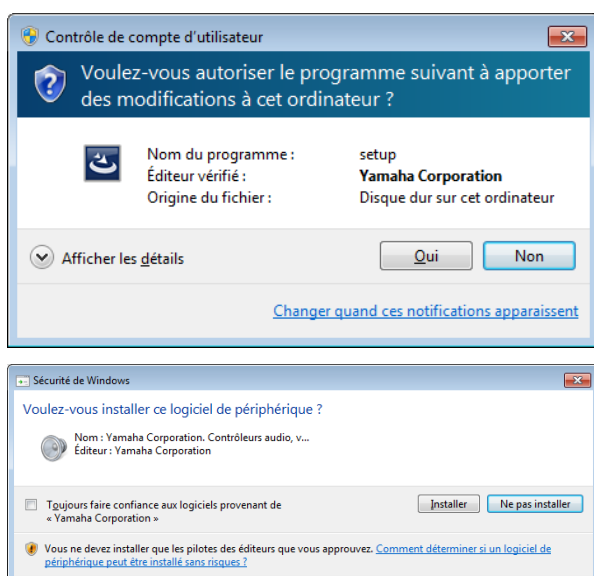 Contrôle de compte d'utilisateur
Voulez-vous autoriser le programme suivant à apporter
des modifications à cet ordinateur ?
Nom du programme : setup
Éditeur vérifié : Yamaha Corporation
Origine du fichier : Disque dur sur cet ordinateur
Afficher les détails Oui Non
Changer quand ces notifications apparaissent
Sécurité de Windows
Voulez-vous installer ce logiciel de périphérique ?
Nom : Yamaha Corporation. Contrôleurs audio, v...
Éditeur : Yamaha Corporation
Toujours faire confiance aux logiciels provenant de
« Yamaha Corporation »
Installer Ne pas installer
Vous ne devez installer que les pilotes des éditeurs que vous approuvez. Comment déterminer si un logiciel de
périphérique peut être installé sans risques ?